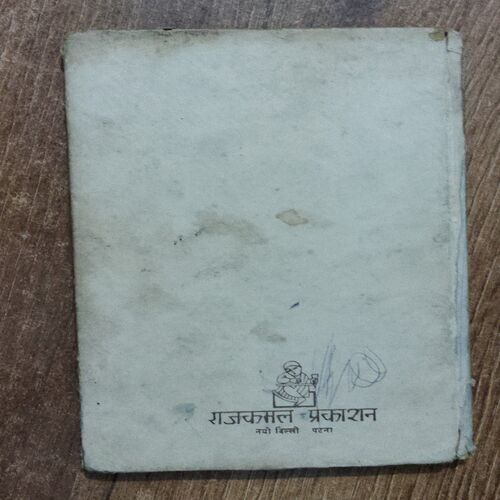 राजकमल प्रकाशन
नयी दिल्ली पटना